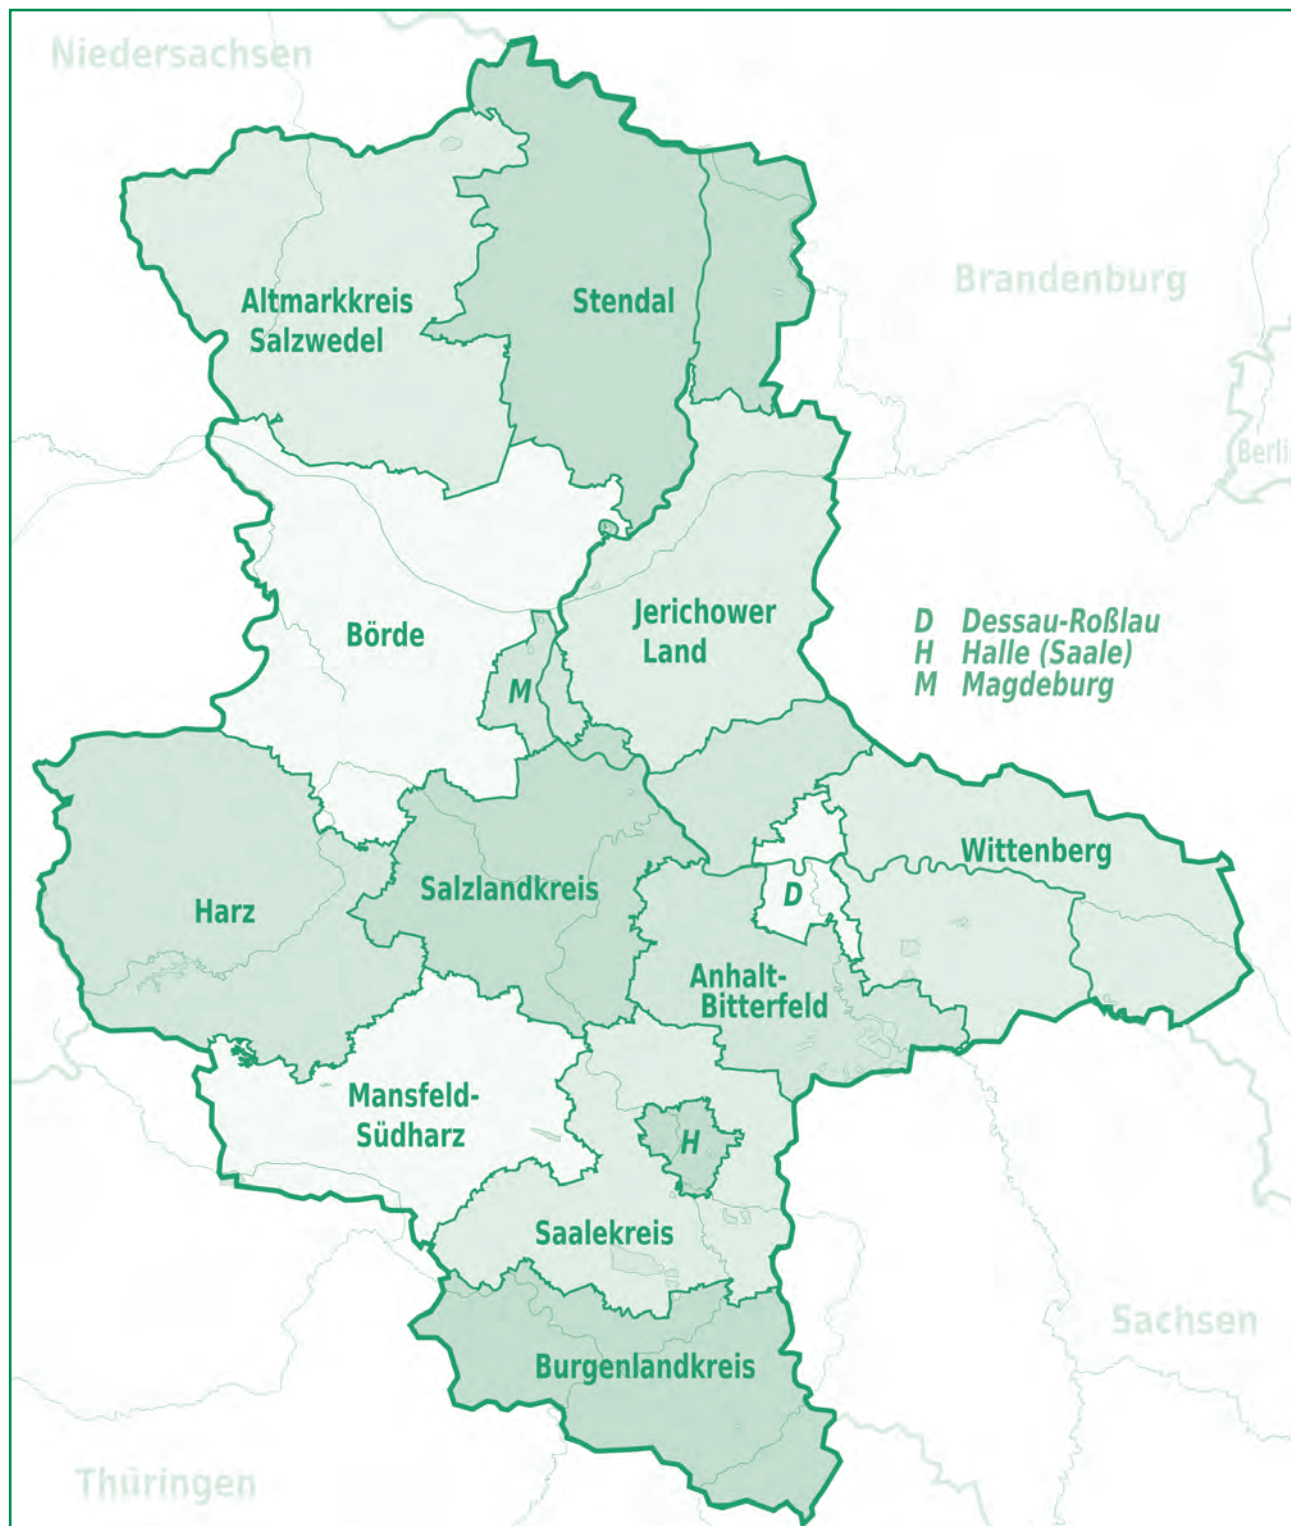 Niedersachsen
Brandenburg
Altmarkkreis
Salzwedel
Stendal
Berlin
Börde
Jerichower
Land
D Dessau-Roßlau
H Halle (Saale)
M Magdeburg
M
Wittenberg
Salzlandkreis
D
Harz
Anhalt-
Bitterfeld
Mansfeld-
Südharz
H
Saalekreis
Sachsen
Burgenlandkreis
Thüringen